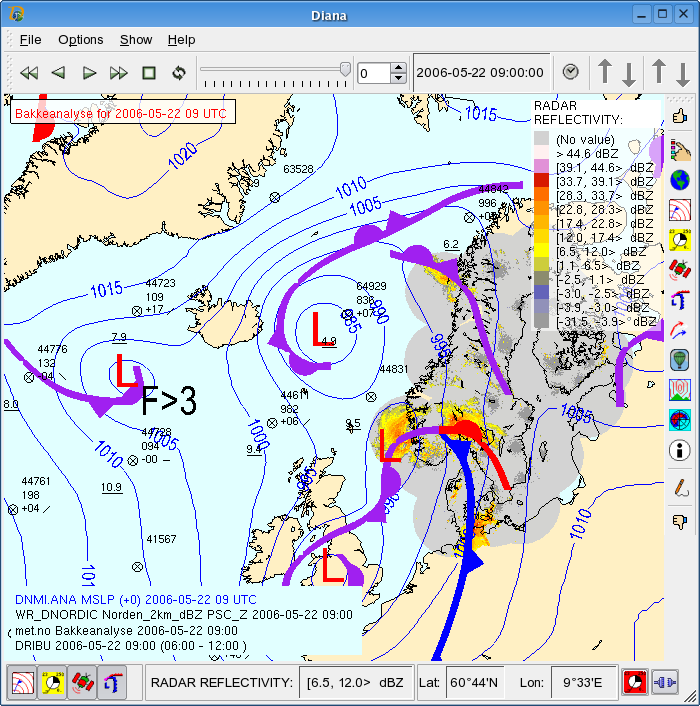 Diana
File Options Show Help
0
2006-05-22 09:00:00
Bakkeanalyse for 2006-05-22 09 UTC
RADAR
REFLECTIVITY:
(No value)
> 44.6 dBZ
[39.1, 44.6> dBZ
[33.7, 39.1> dBZ
[28.3, 33.7> dBZ
[22.8, 28.3> dBZ
[17.4, 22.8> dBZ
[12.0, 17.4> dBZ
[6.5, 12.0> dBZ
[1.1, 6.5> dBZ
[-2.5, 1.1> dBZ
[-3.0, -2.5> dBZ
[-3.9, -3.0> dBZ
[-31.5, -3.9> dBZ
1015
1020
63528
1010
1005
44942
996
6.2
1015
44723
109
+17
64929
836
+07
985
990
995
7.9
4.9
L
L
44776
132
-04
F>3
44831
8.0
44611
982
+06
9.5
1005
44728
094
-00
1005
1010
1000
9.4
L
44761
198
+04
10.9
990
1010
41567
L
DNMI.ANA MSLP (+0) 2006-05-22 09 UTC
WR_DNORDIC Norden_2km_dBZ PSC_Z 2006-05-22 09:00
met.no Bakkeanalyse 2006-05-22 09:00
DRIBU 2006-05-22 09:00 (06:00 - 12:00 )
RADAR REFLECTIVITY: [6.5, 12.0> dBZ Lat: 60°44'N Lon: 9°33'E